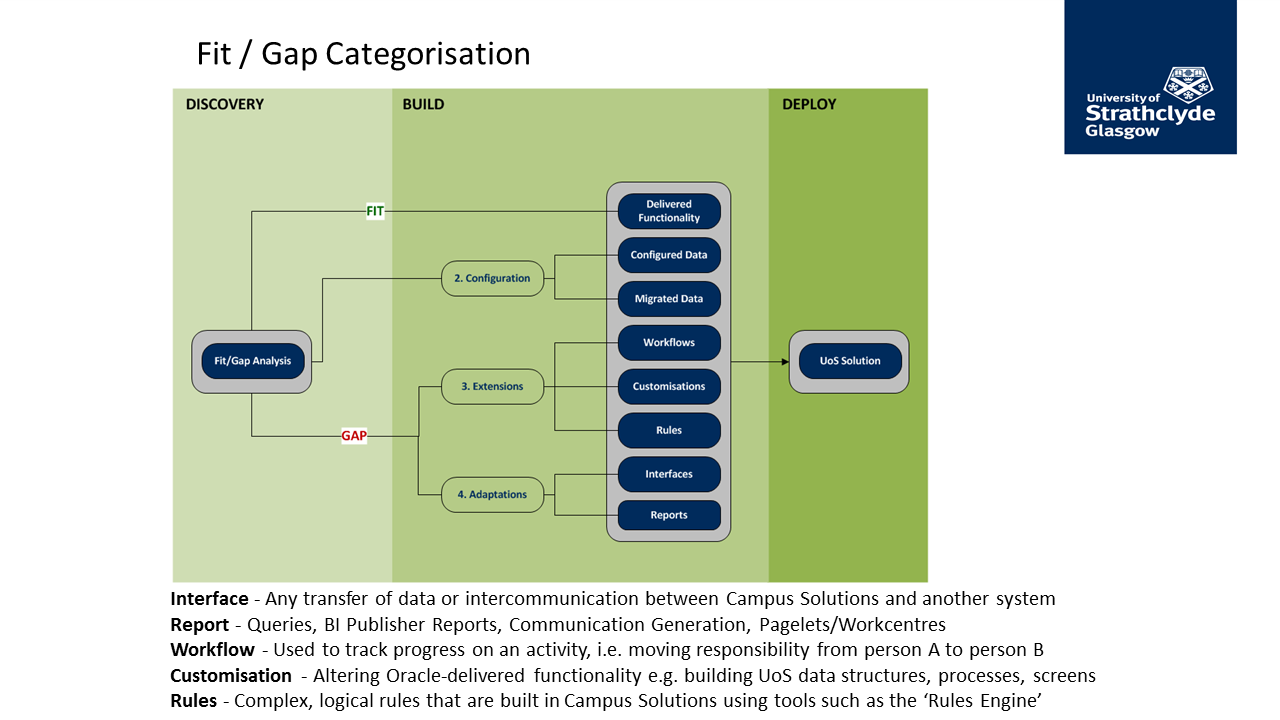 Fit / Gap Categorisation
University of
Strathclyde
Glasgow
DISCOVERY
BUILD
DEPLOY
FIT
Delivered
Functionality
Configured Data
2. Configuration
Migrated Data
Workflows
Fit/Gap Analysis
UoS Solution
3. Extensions
Customisations
Rules
GAP
Interfaces
4. Adaptations
Reports
Interface - Any transfer of data or intercommunication between Campus Solutions and another system
Report - Queries, BI Publisher Reports, Communication Generation, Pagelets/Workcentres
Workflow - Used to track progress on an activity, i.e. moving responsibility from person A to person B
Customisation - Altering Oracle-delivered functionality e.g. building UoS data structures, processes, screens
Rules - Complex, logical rules that are built in Campus Solutions using tools such as the ‘Rules Engine’